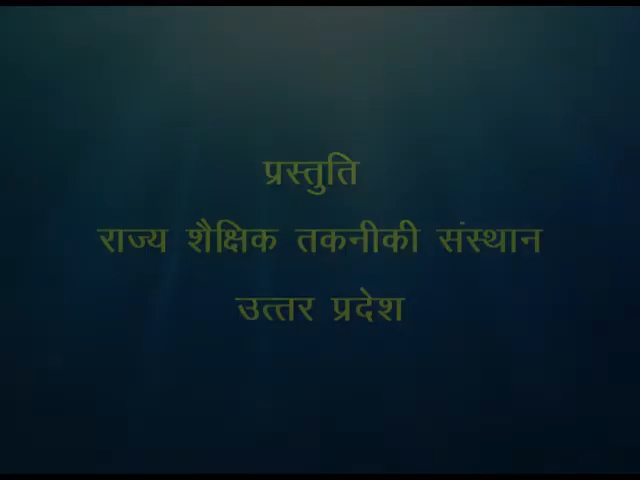 प्रस्तुति
राज्य शैक्षिक तकनीकी संस्थान
उत्तर प्रदेश